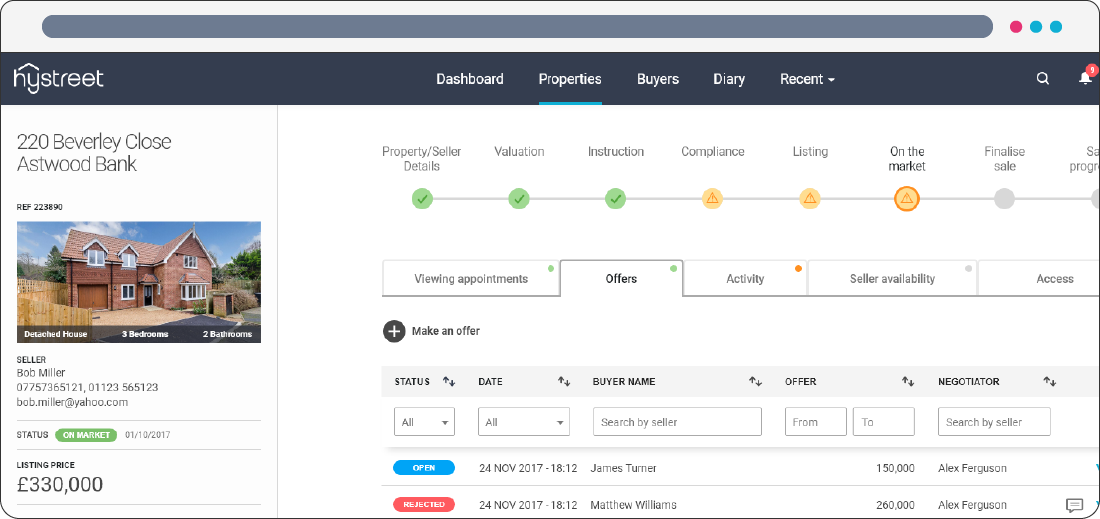 hystreet
Dashboard Properties Buyers Diary Recent
9
220 Beverley Close
Astwood Bank
REF 223890
Detached House 3 Bedrooms 2 Bathrooms
SELLER
Bob Miller
07757365121, 01123 565123
bob.miller@yahoo.com
STATUS ON MARKET 01/10/2017
LISTING PRICE
£330,000
Property/Seller
Details
Valuation
Instruction
Compliance
Listing
On the
market
Finalise
sale
Sa
progr
Viewing appointments Offers Activity Seller availability Access
Make an offer
STATUS DATE BUYER NAME OFFER NEGOTIATOR
All All Search by seller From To Search by seller
OPEN 24 NOV 2017 - 18:12 James Turner 150,000 Alex Ferguson
REJECTED 24 NOV 2017 - 18:12 Matthew Williams 260,000 Alex Ferguson